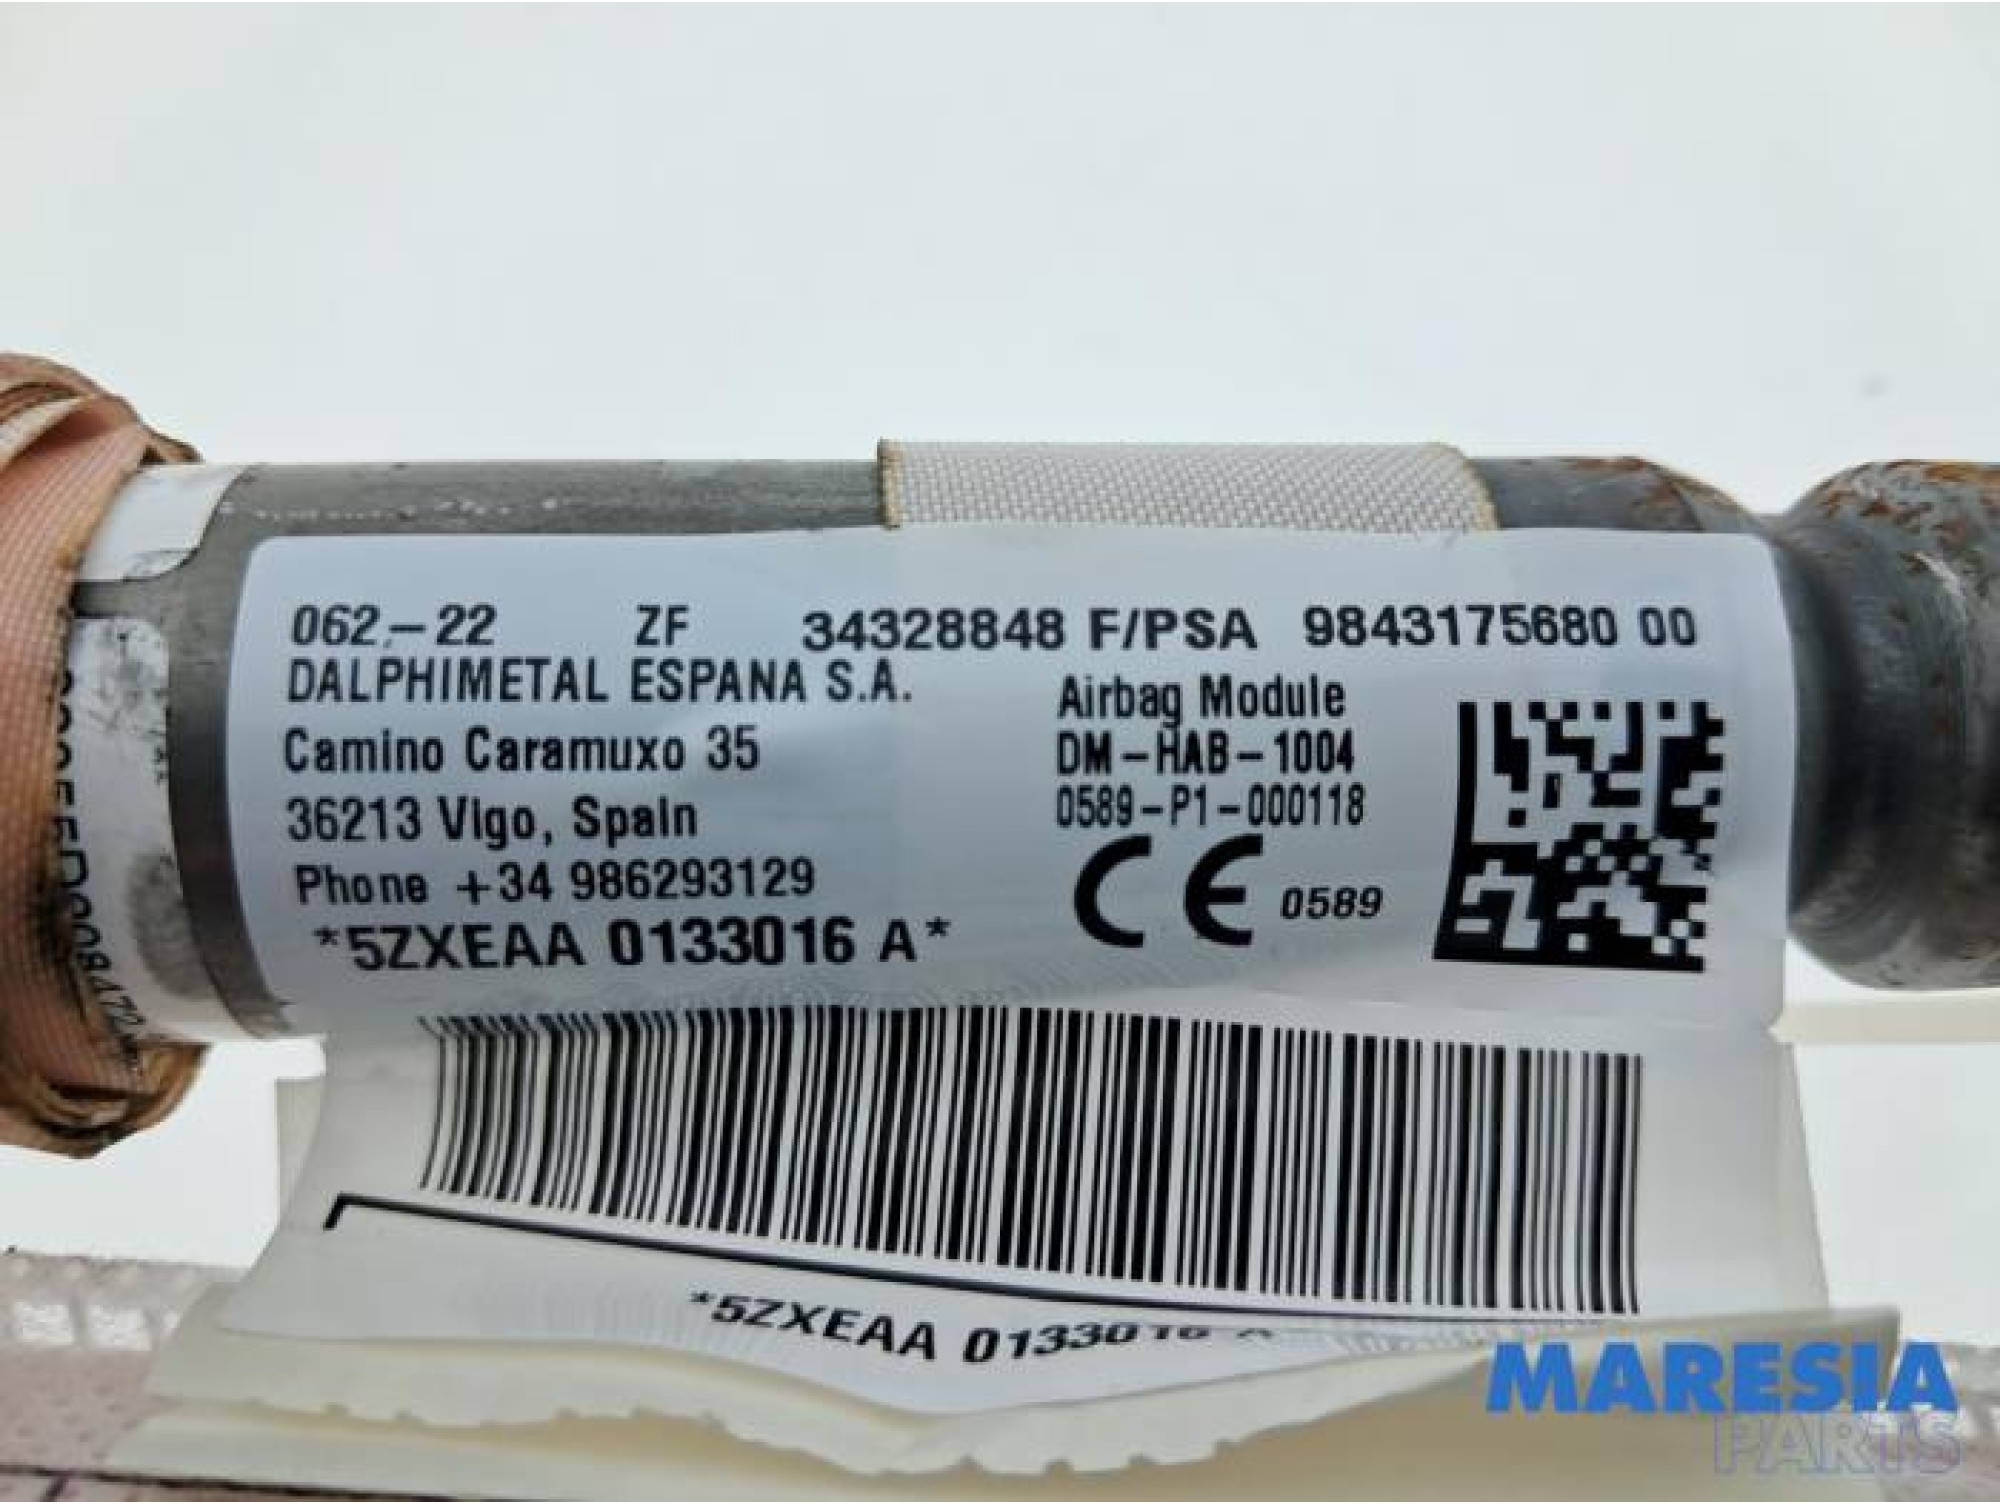 062-22 ZF 34328848 F/PSA 9843175680 00
DALPHIMETAL ESPANA S.A.
Camino Caramuxo 35
36213 Vigo, Spain
Phone +34 986293129
*5ZXEAA 0133016 A*
Airbag Module
DM-HAB-1004
0589-P1-000118
CE 0589
*5ZXEAA 0133016 A
MARESIA
PARTS